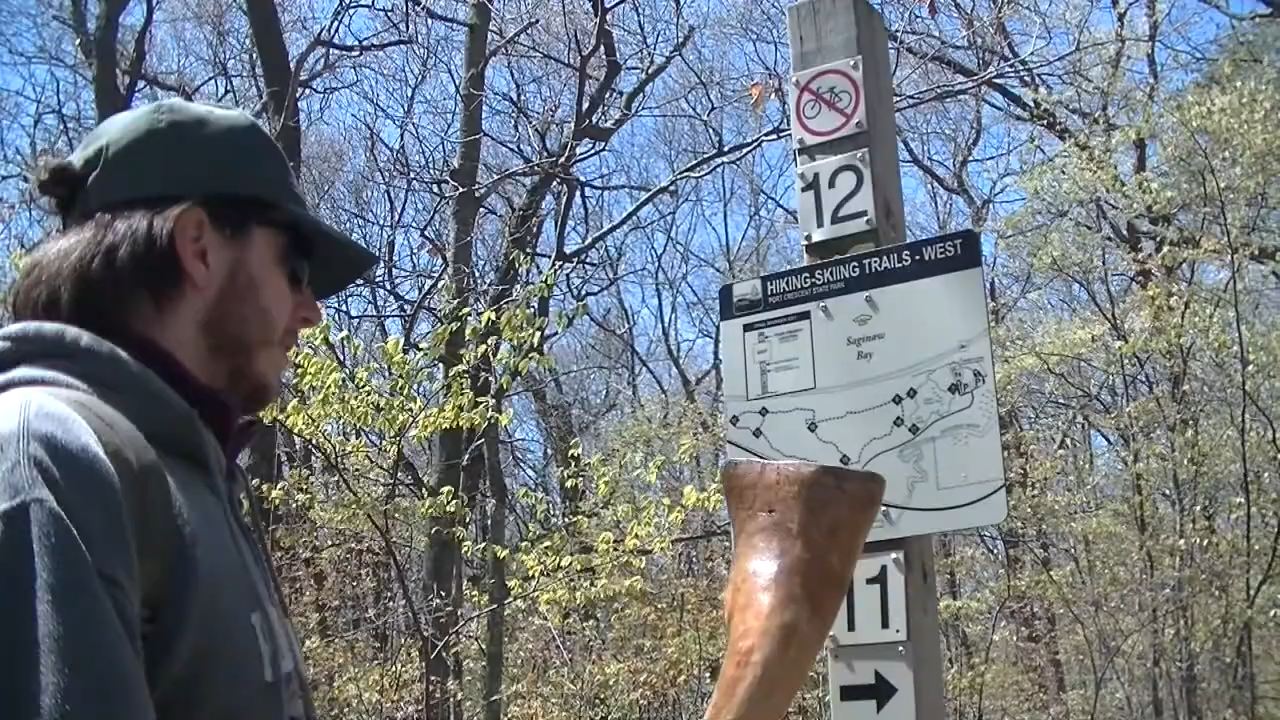 12
HIKING-SKIING TRAILS - WEST
PORT CRESCENT STATE PARK
Saginaw
Bay
11